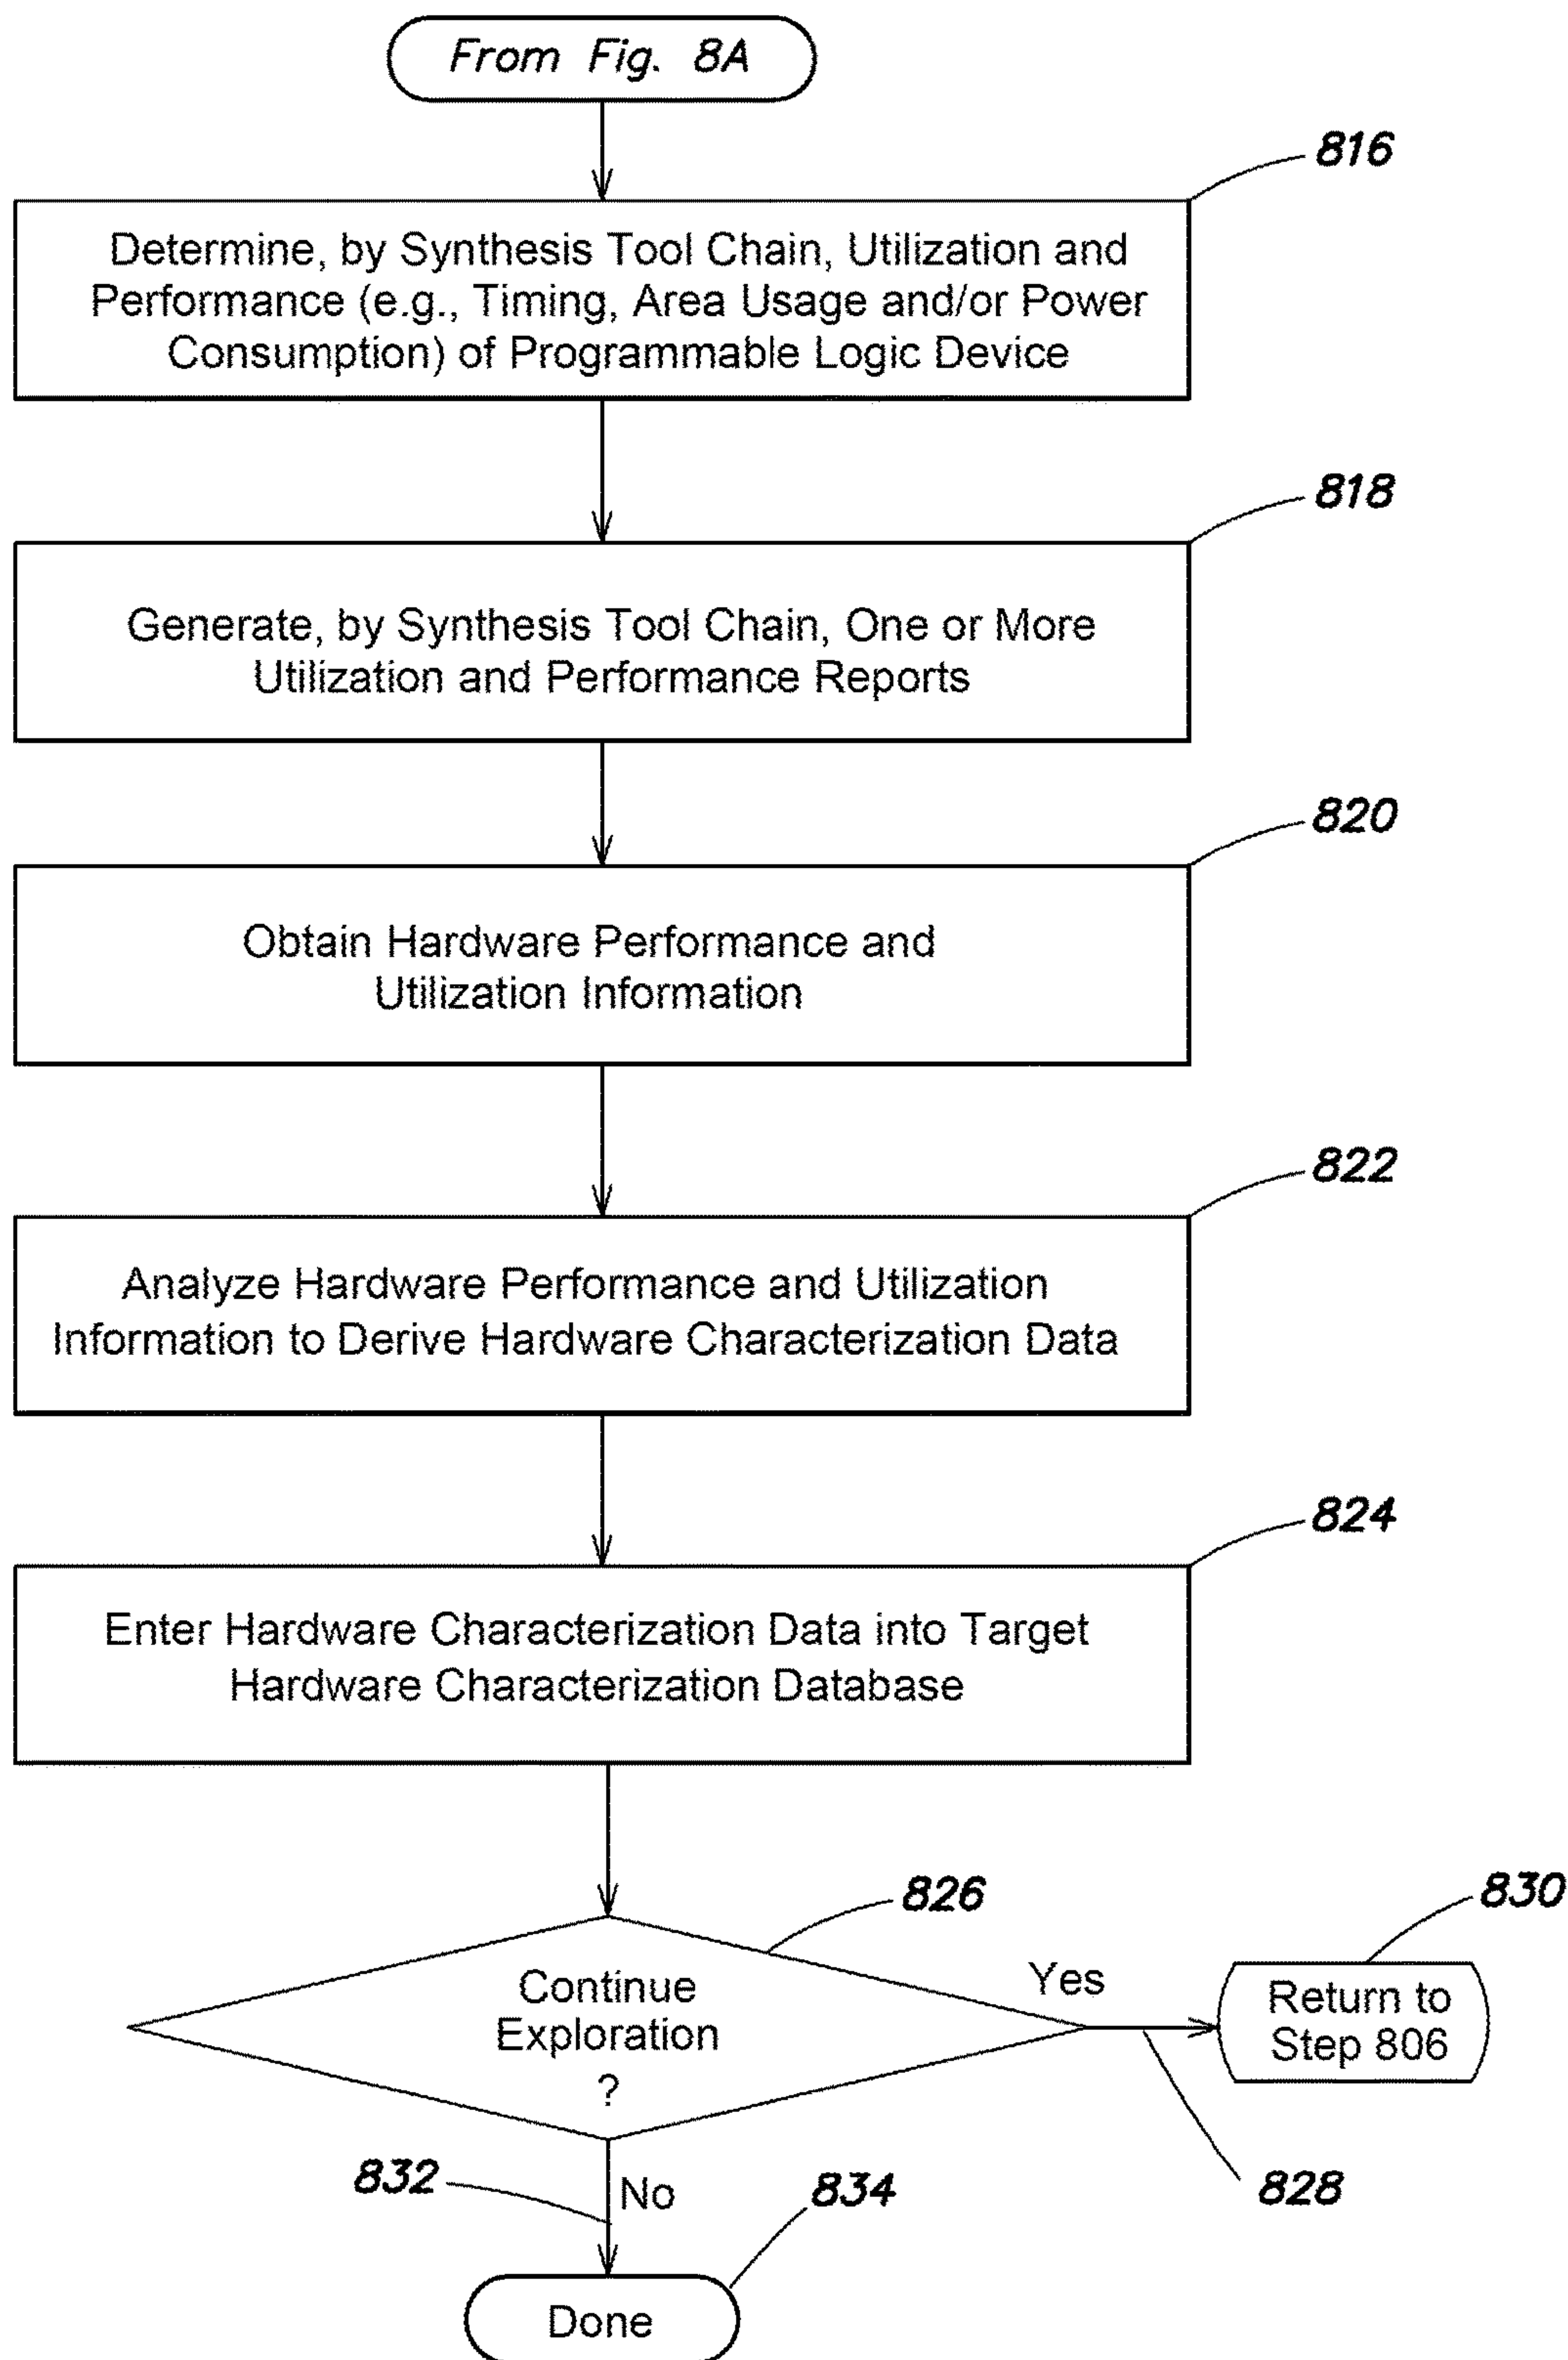 From Fig. 8A
816
Determine, by Synthesis Tool Chain, Utilization and
Performance (e.g., Timing, Area Usage and/or Power
Consumption) of Programmable Logic Device
818
Generate, by Synthesis Tool Chain, One or More
Utilization and Performance Reports
820
Obtain Hardware Performance and
Utilization Information
822
Analyze Hardware Performance and Utilization
Information to Derive Hardware Characterization Data
824
Enter Hardware Characterization Data into Target
Hardware Characterization Database
826
830
Continue
Exploration
?
Yes
Return to
Step 806
828
832
No
834
Done